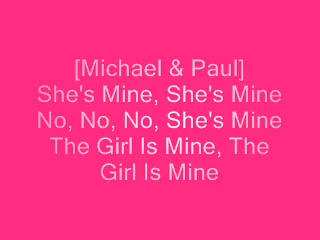 [Michael & Paul]
She's Mine, She's Mine
No, No, No, She's Mine
The Girl Is Mine, The
Girl Is Mine